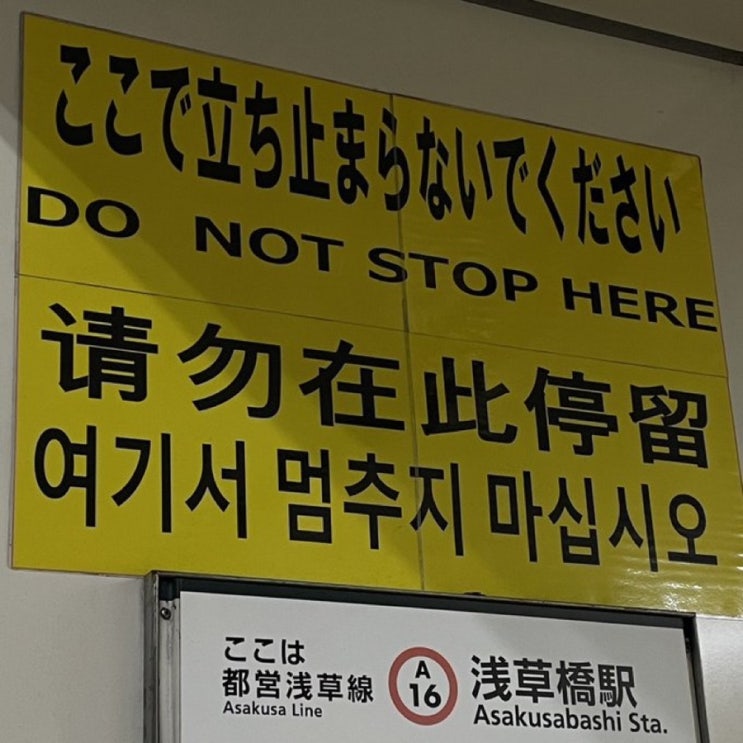 ここで立ち止まらないでください
DO NOT STOP HERE
请勿在此停留
여기서 멈추지 마십시오
ここは
都営浅草線
Asakusa Line
A
16
浅草橋駅
Asakusabashi Sta.